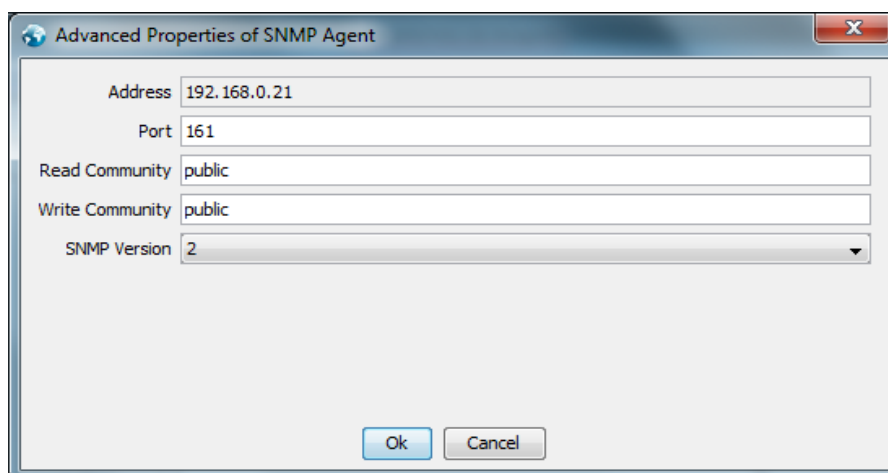 Advanced Properties of SNMP Agent
Address 192.168.0.21
Port 161
Read Community public
Write Community public
SNMP Version 2
Ok Cancel